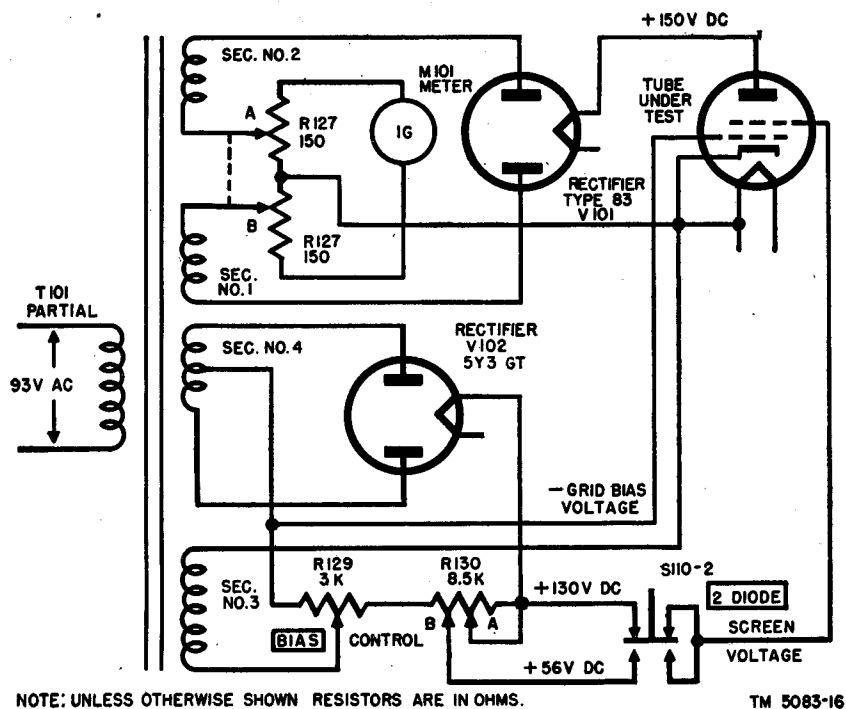 +150V DC
SEC. NO.2
M101
METER
TUBE
UNDER
TEST
A
R127
150
IG
RECTIFIER
TYPE 83
V101
B
R127
150
SEC.
NO.1
T101
PARTIAL
93V AC
SEC. NO.4
RECTIFIER
V102
5Y3 GT
—GRID BIAS
VOLTAGE
SEC.
NO.3
R129
3K
R130
8.5K
+130V DC
S110-2
2 DIODE
BIAS CONTROL
B A
SCREEN
VOLTAGE
+56V DC
NOTE: UNLESS OTHERWISE SHOWN RESISTORS ARE IN OHMS.
TM 5083-16